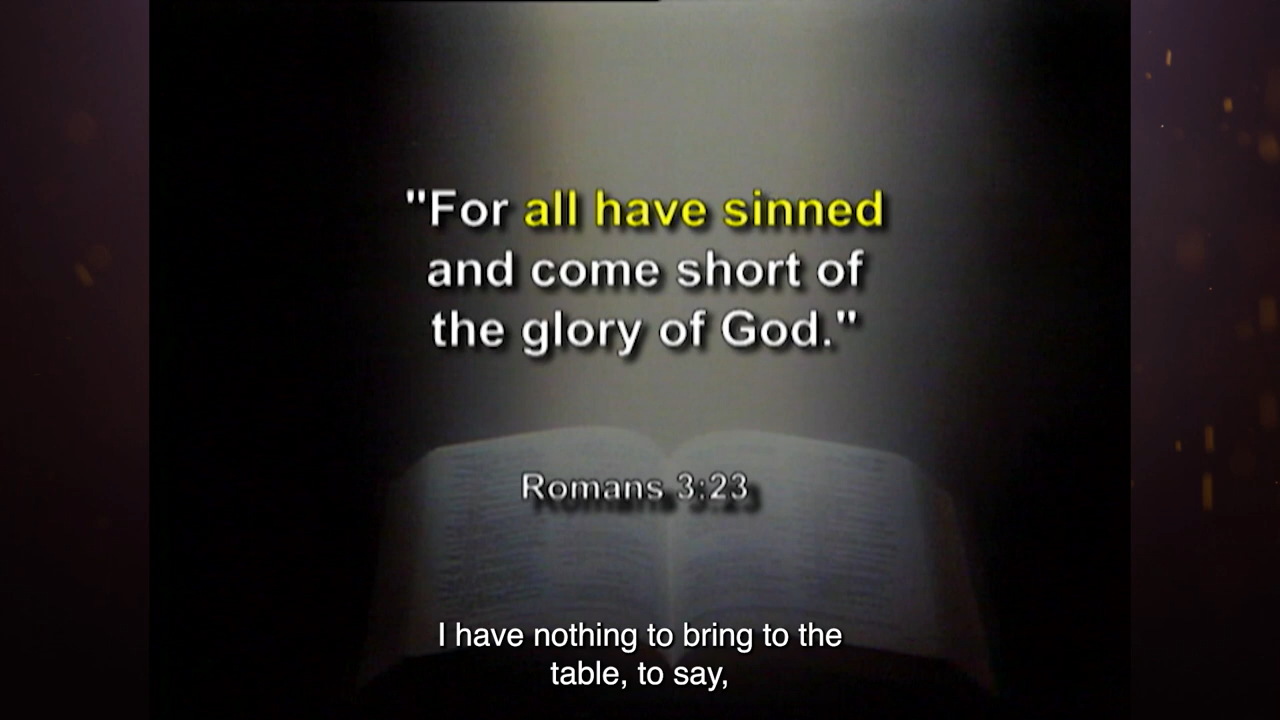 "For all have sinned
and come short of
the glory of God."
Romans 3:23
I have nothing to bring to the
table, to say,